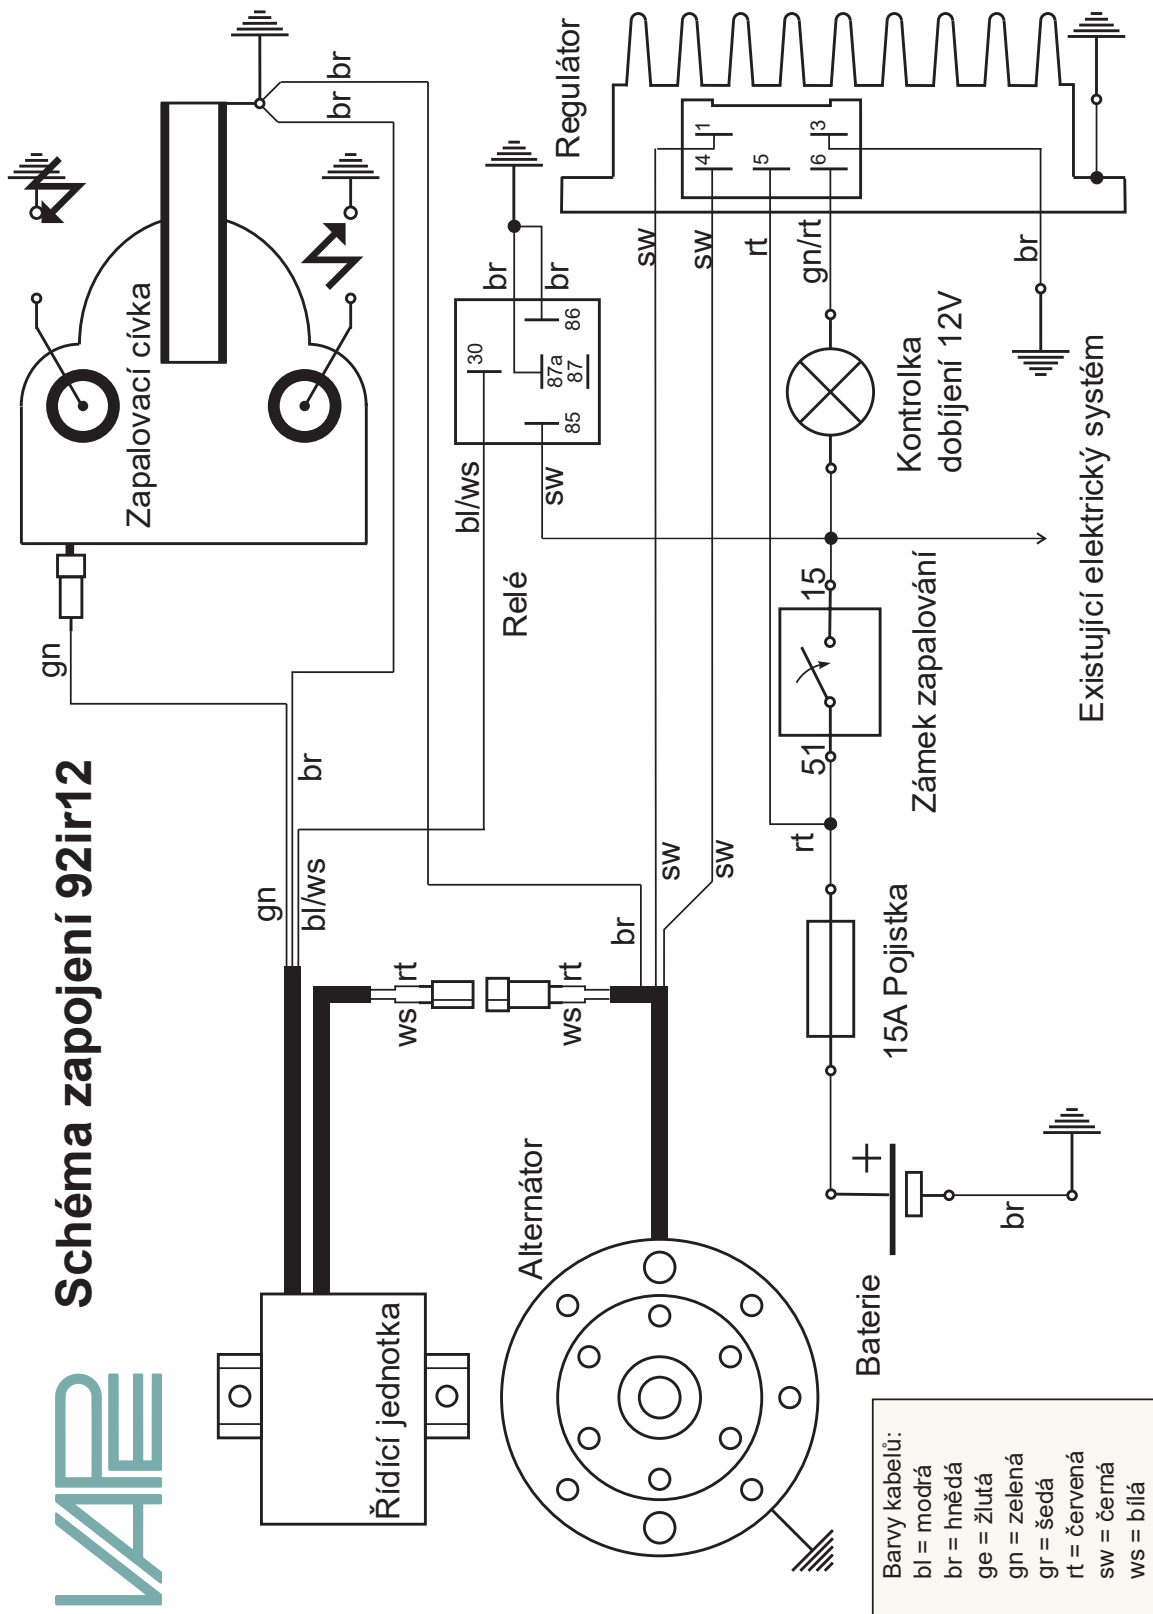 VAPE
Schéma zapojení 92ir12
Zapalovací cívka
br
br
gn
br
gn
bl/ws
Řídící jednotka
ws
rt
ws
rt
br
sw
sw
Alternátor
Relé
30
87a
87
86
85
br
br
bl/ws
sw
Regulátor
1
4
5
3
6
sw
sw
rt
gn/rt
br
Kontrolka
dobíjení 12V
Existující elektrický systém
15
51
Zámek zapalování
rt
15A Pojistka
+
Baterie
br
Barvy kabelů:
bl = modrá
br = hnědá
ge = žlutá
gn = zelená
gr = šedá
rt = červená
sw = černá
ws = bílá